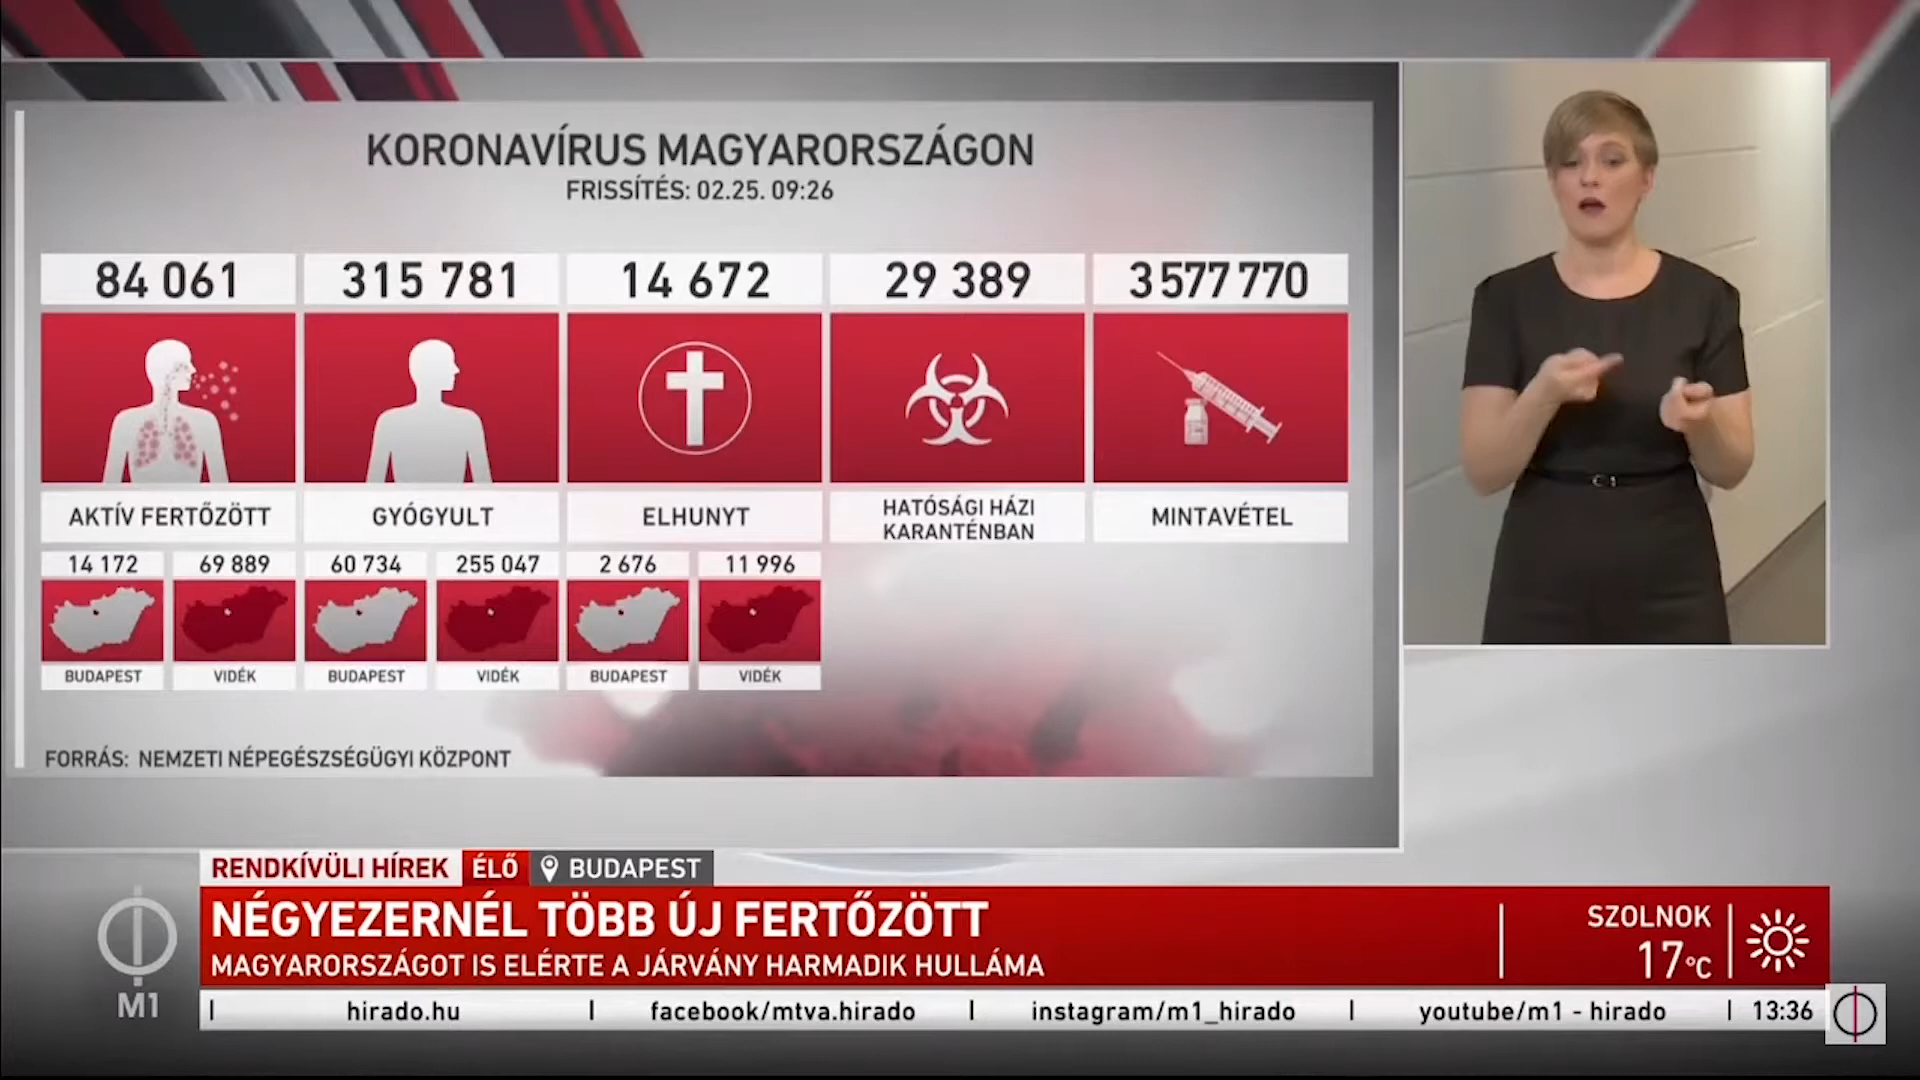 KORONAVÍRUS MAGYARORSZÁGON
FRISSÍTÉS: 02.25. 09:26
84 061
315 781
14 672
29 389
3 577 770
AKTÍV FERTŐZÖTT
GYÓGYULT
ELHUNYT
HATÓSÁGI HÁZI
KARANTÉNBAN
MINTAVÉTEL
14 172
69 889
60 734
255 047
2 676
11 996
BUDAPEST
VIDÉK
BUDAPEST
VIDÉK
BUDAPEST
VIDÉK
FORRÁS: NEMZETI NÉPEGÉSZSÉGÜGYI KÖZPONT
RENDKÍVÜLI HÍREK ÉLŐ BUDAPEST
NÉGYEZERNÉL TÖBB ÚJ FERTŐZÖTT
MAGYARORSZÁGOT IS ELÉRTE A JÁRVÁNY HARMADIK HULLÁMA
SZOLNOK
17°C
M1
hirado.hu | facebook/mtva.hirado | instagram/m1_hirado | youtube/m1 - hirado | 13:36